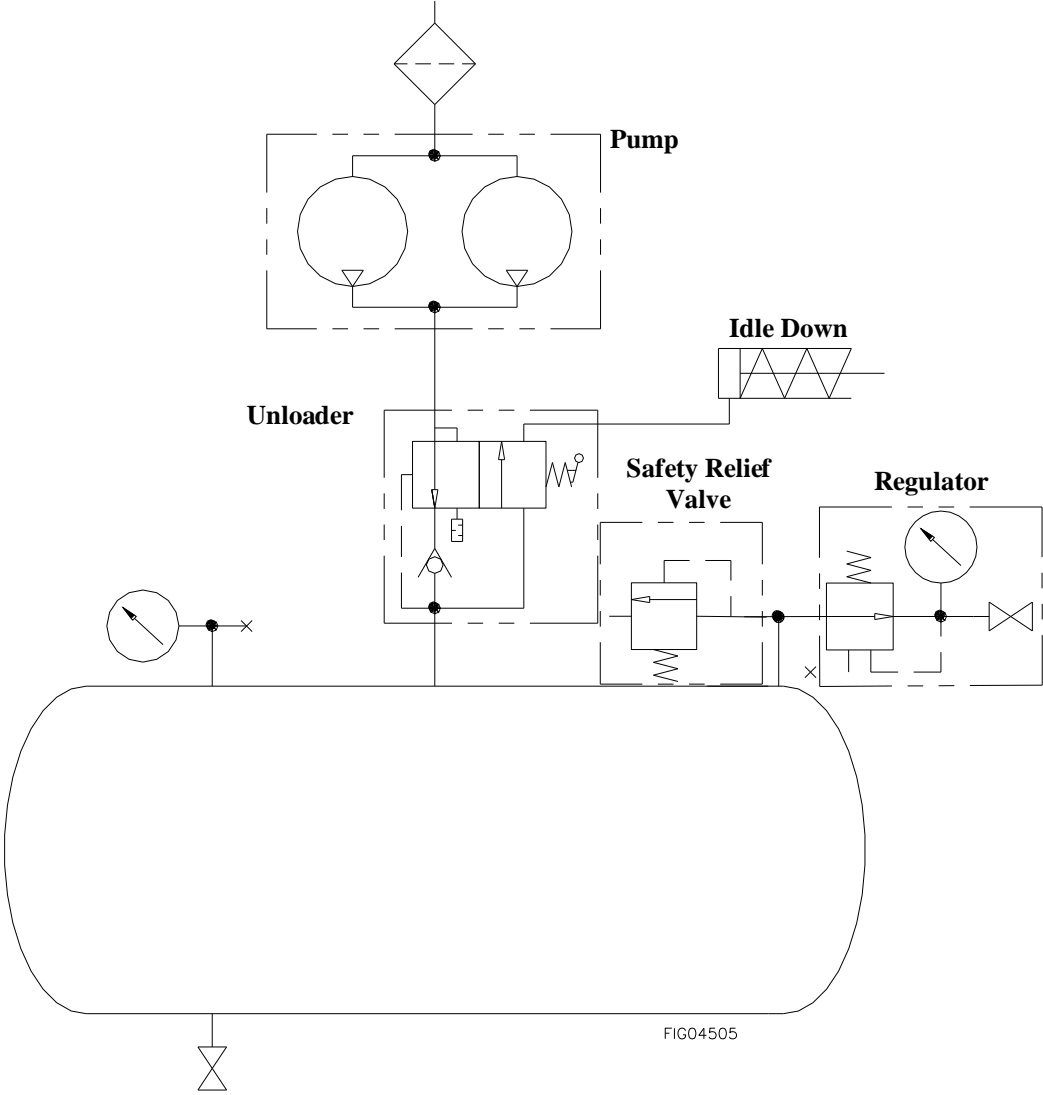 Pump
Idle Down
Unloader
Safety Relief
Valve
Regulator
FIG04505